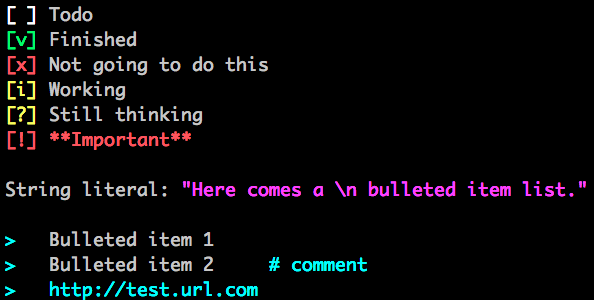 [ ] Todo
[v] Finished
[x] Not going to do this
[i] Working
[?] Still thinking
[!] **Important**
String literal: "Here comes a \n bulleted item list."
> Bulleted item 1
> Bulleted item 2 # comment
> http://test.url.com